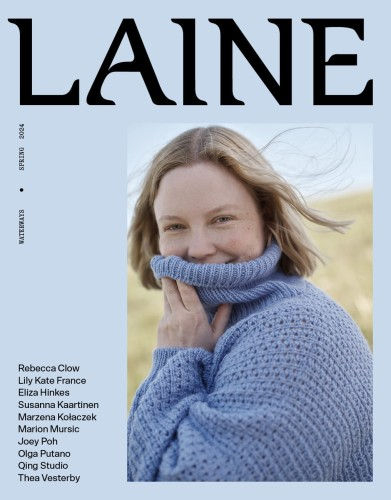 LAINE
WATERWAYS • SPRING 2024
Rebecca Clow
Lily Kate France
Eliza Hinkes
Susanna Kaartinen
Marzena Kołaczek
Marion Mursic
Joey Poh
Olga Putano
Qing Studio
Thea Vesterby